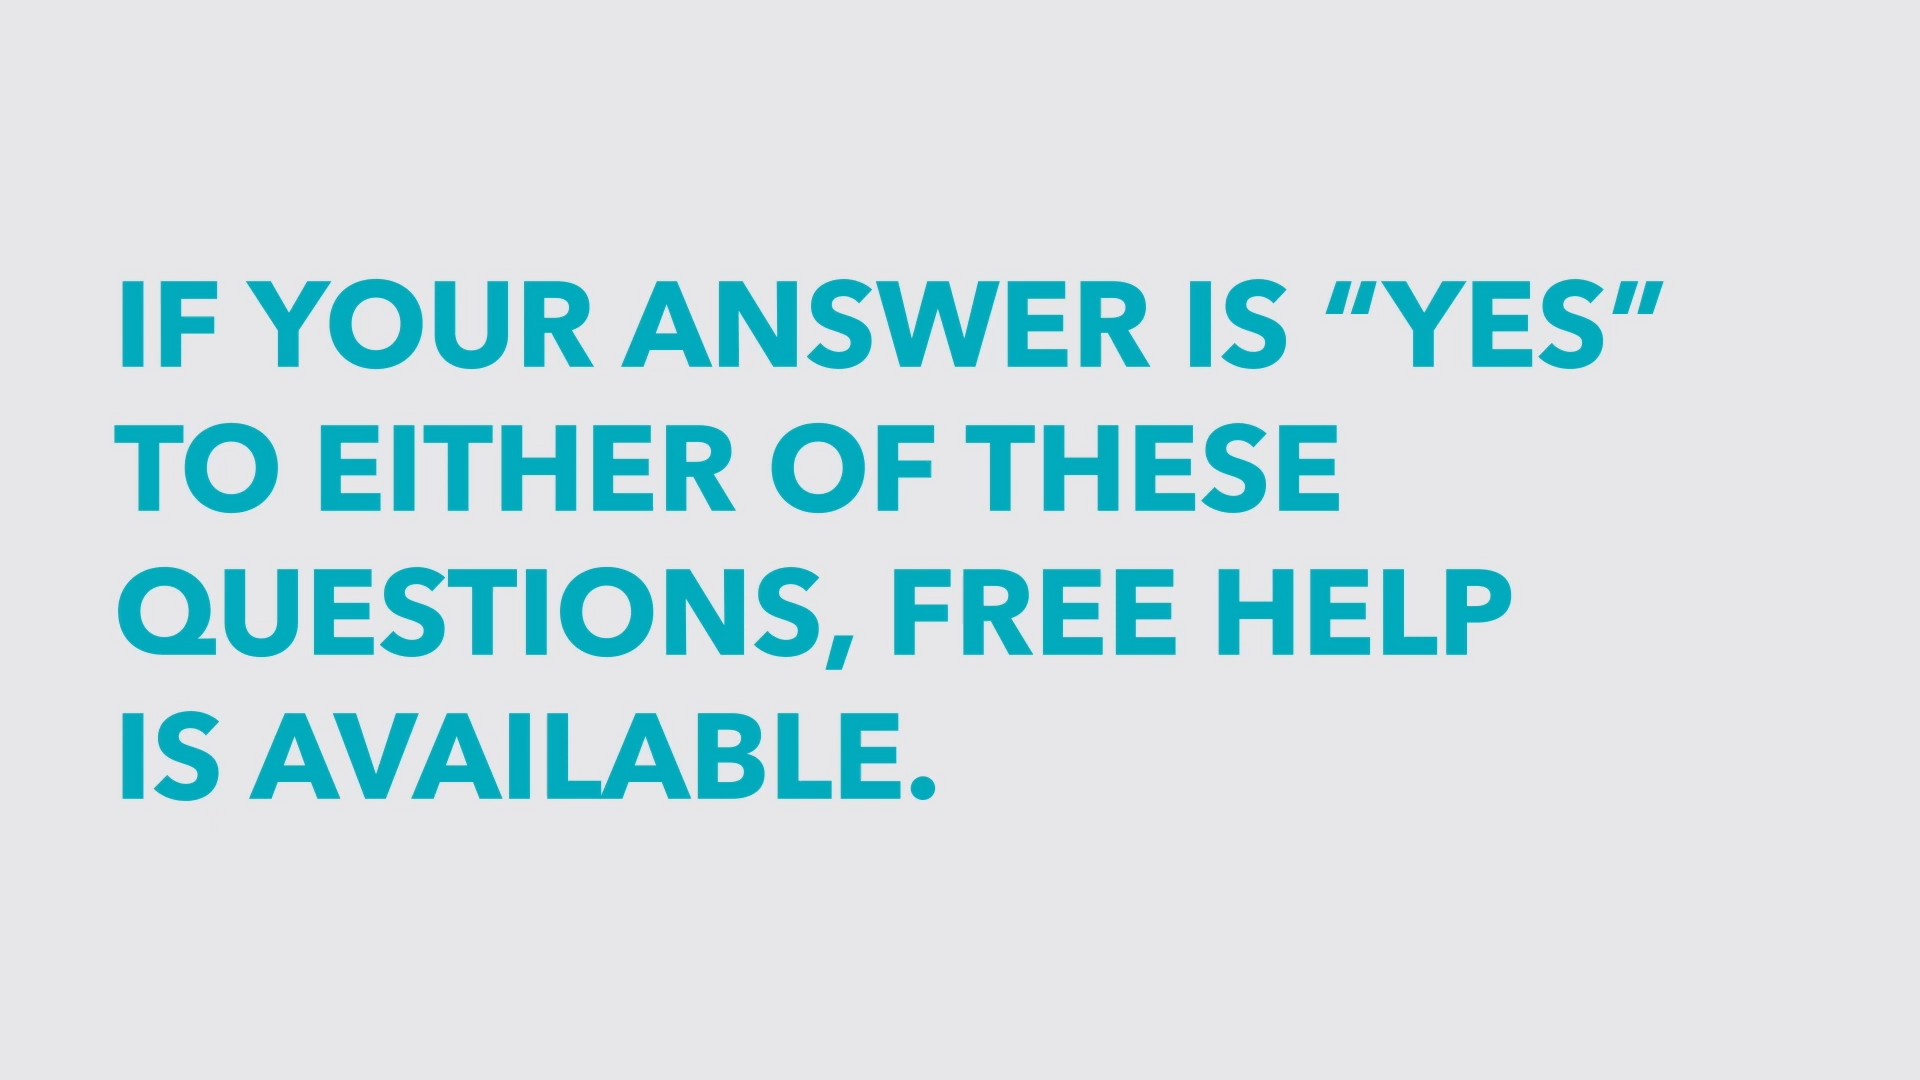 IF YOUR ANSWER IS “YES”
TO EITHER OF THESE
QUESTIONS, FREE HELP
IS AVAILABLE.